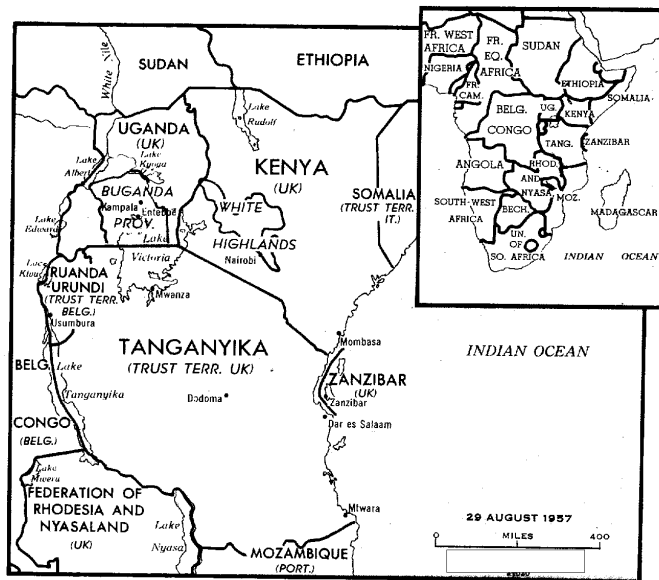 SUDAN
ETHIOPIA
White Nile
Lake
Rudolf
UGANDA
(UK)
KENYA
(UK)
Lake
Albert
Lake
Kyoga
BUGANDA
Kampala
Entebbe
PROV.
WHITE
HIGHLANDS
Nairobi
SOMALIA
(TRUST TERR.
IT.)
Lake
Edward
Lake
Victoria
Lac
Kivu
RUANDA
URUNDI
(TRUST TERR.
BELG.)
Usumbura
Mwanza
TANGANYIKA
(TRUST TERR. UK)
Mombasa
INDIAN OCEAN
BELG.
CONGO
(BELG.)
Lake
Tanganyika
Dodoma
ZANZIBAR
(UK)
Zanzibar
Dar es Salaam
Lake
Mweru
FEDERATION OF
RHODESIA AND
NYASALAND
(UK)
Lake
Nyasa
Mtwara
MOZAMBIQUE
(PORT.)
29 AUGUST 1957
0 MILES 400
FR. WEST
AFRICA
FR.
EQ.
AFRICA
SUDAN
NIGERIA
FR.
CAM.
ETHIOPIA
SOMALIA
BELG.
CONGO
UG.
KENYA
TANG.
ZANZIBAR
ANGOLA
RHOD.
AND
NYASA.
MOZ.
SOUTH-WEST
AFRICA
BECH.
MADAGASCAR
UN.
OF
SO. AFRICA
INDIAN OCEAN